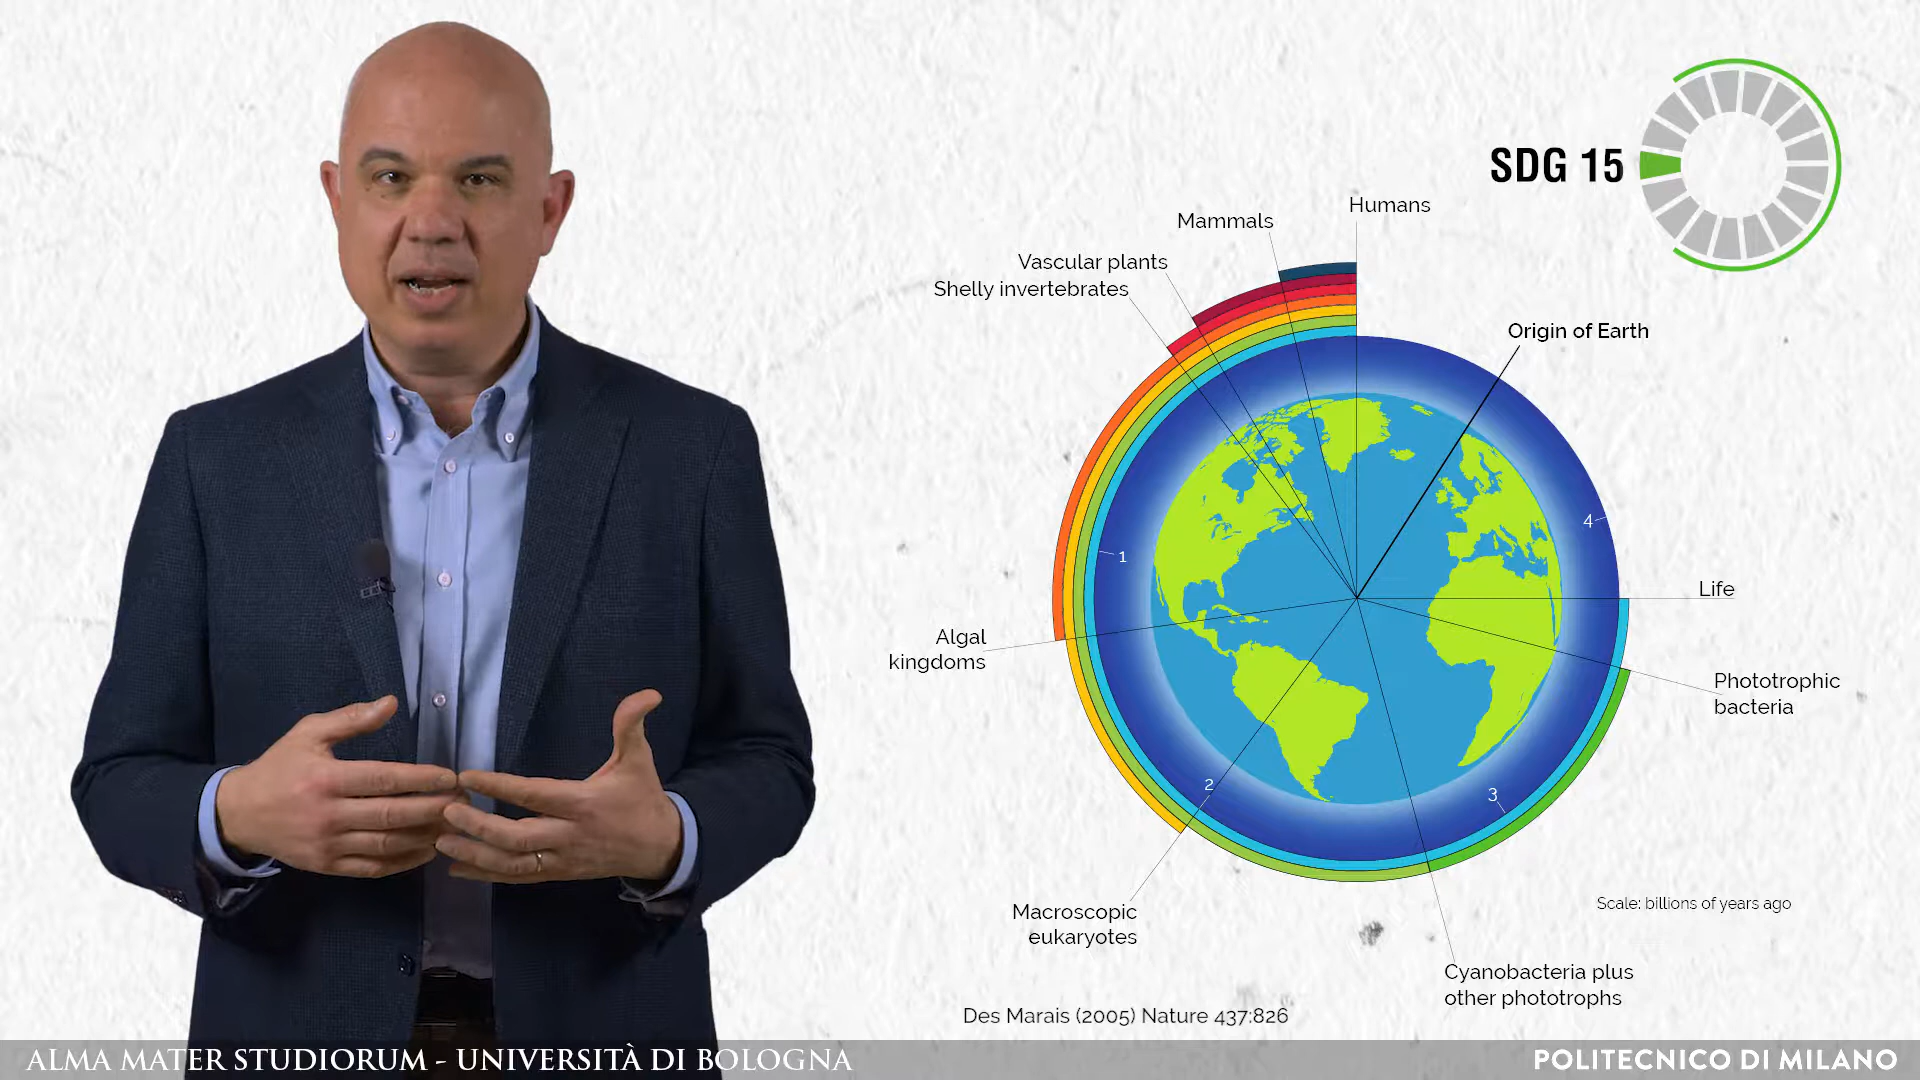 SDG 15
Humans
Mammals
Vascular plants
Shelly invertebrates
Origin of Earth
4
1
Life
Algal
kingdoms
Phototrophic
bacteria
2
3
Macroscopic
eukaryotes
Scale: billions of years ago
Cyanobacteria plus
other phototrophs
Des Marais (2005) Nature 437:826
ALMA MATER STUDIORUM - UNIVERSITÀ DI BOLOGNA
POLITECNICO DI MILANO